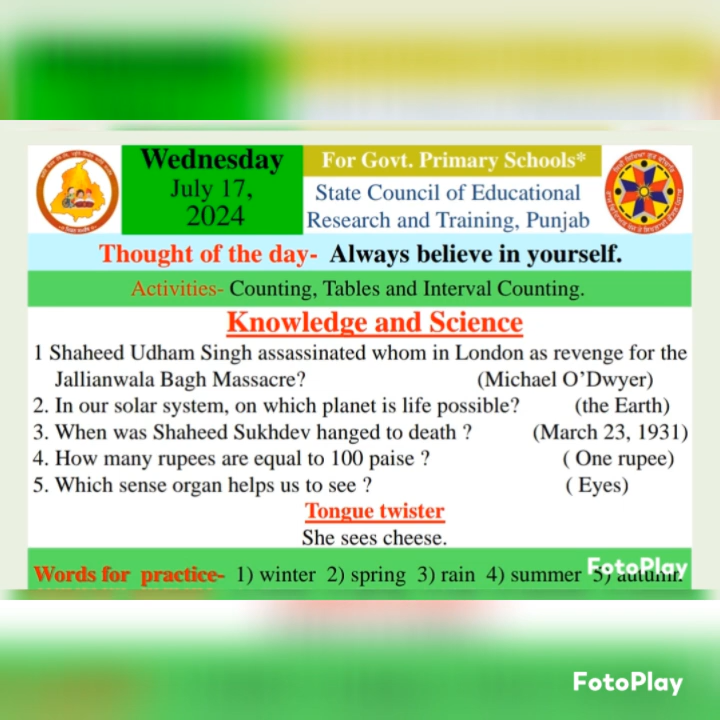 Wednesday
July 17,
2024
For Govt. Primary Schools*
State Council of Educational
Research and Training, Punjab
Thought of the day- Always believe in yourself.
Activities- Counting, Tables and Interval Counting.
Knowledge and Science
1 Shaheed Udham Singh assassinated whom in London as revenge for the
Jallianwala Bagh Massacre? (Michael O’Dwyer)
2. In our solar system, on which planet is life possible? (the Earth)
3. When was Shaheed Sukhdev hanged to death ? (March 23, 1931)
4. How many rupees are equal to 100 paise ? ( One rupee)
5. Which sense organ helps us to see ? ( Eyes)
Tongue twister
She sees cheese.
Words for practice- 1) winter 2) spring 3) rain 4) summer 5) autumn
FotoPlay
FotoPlay